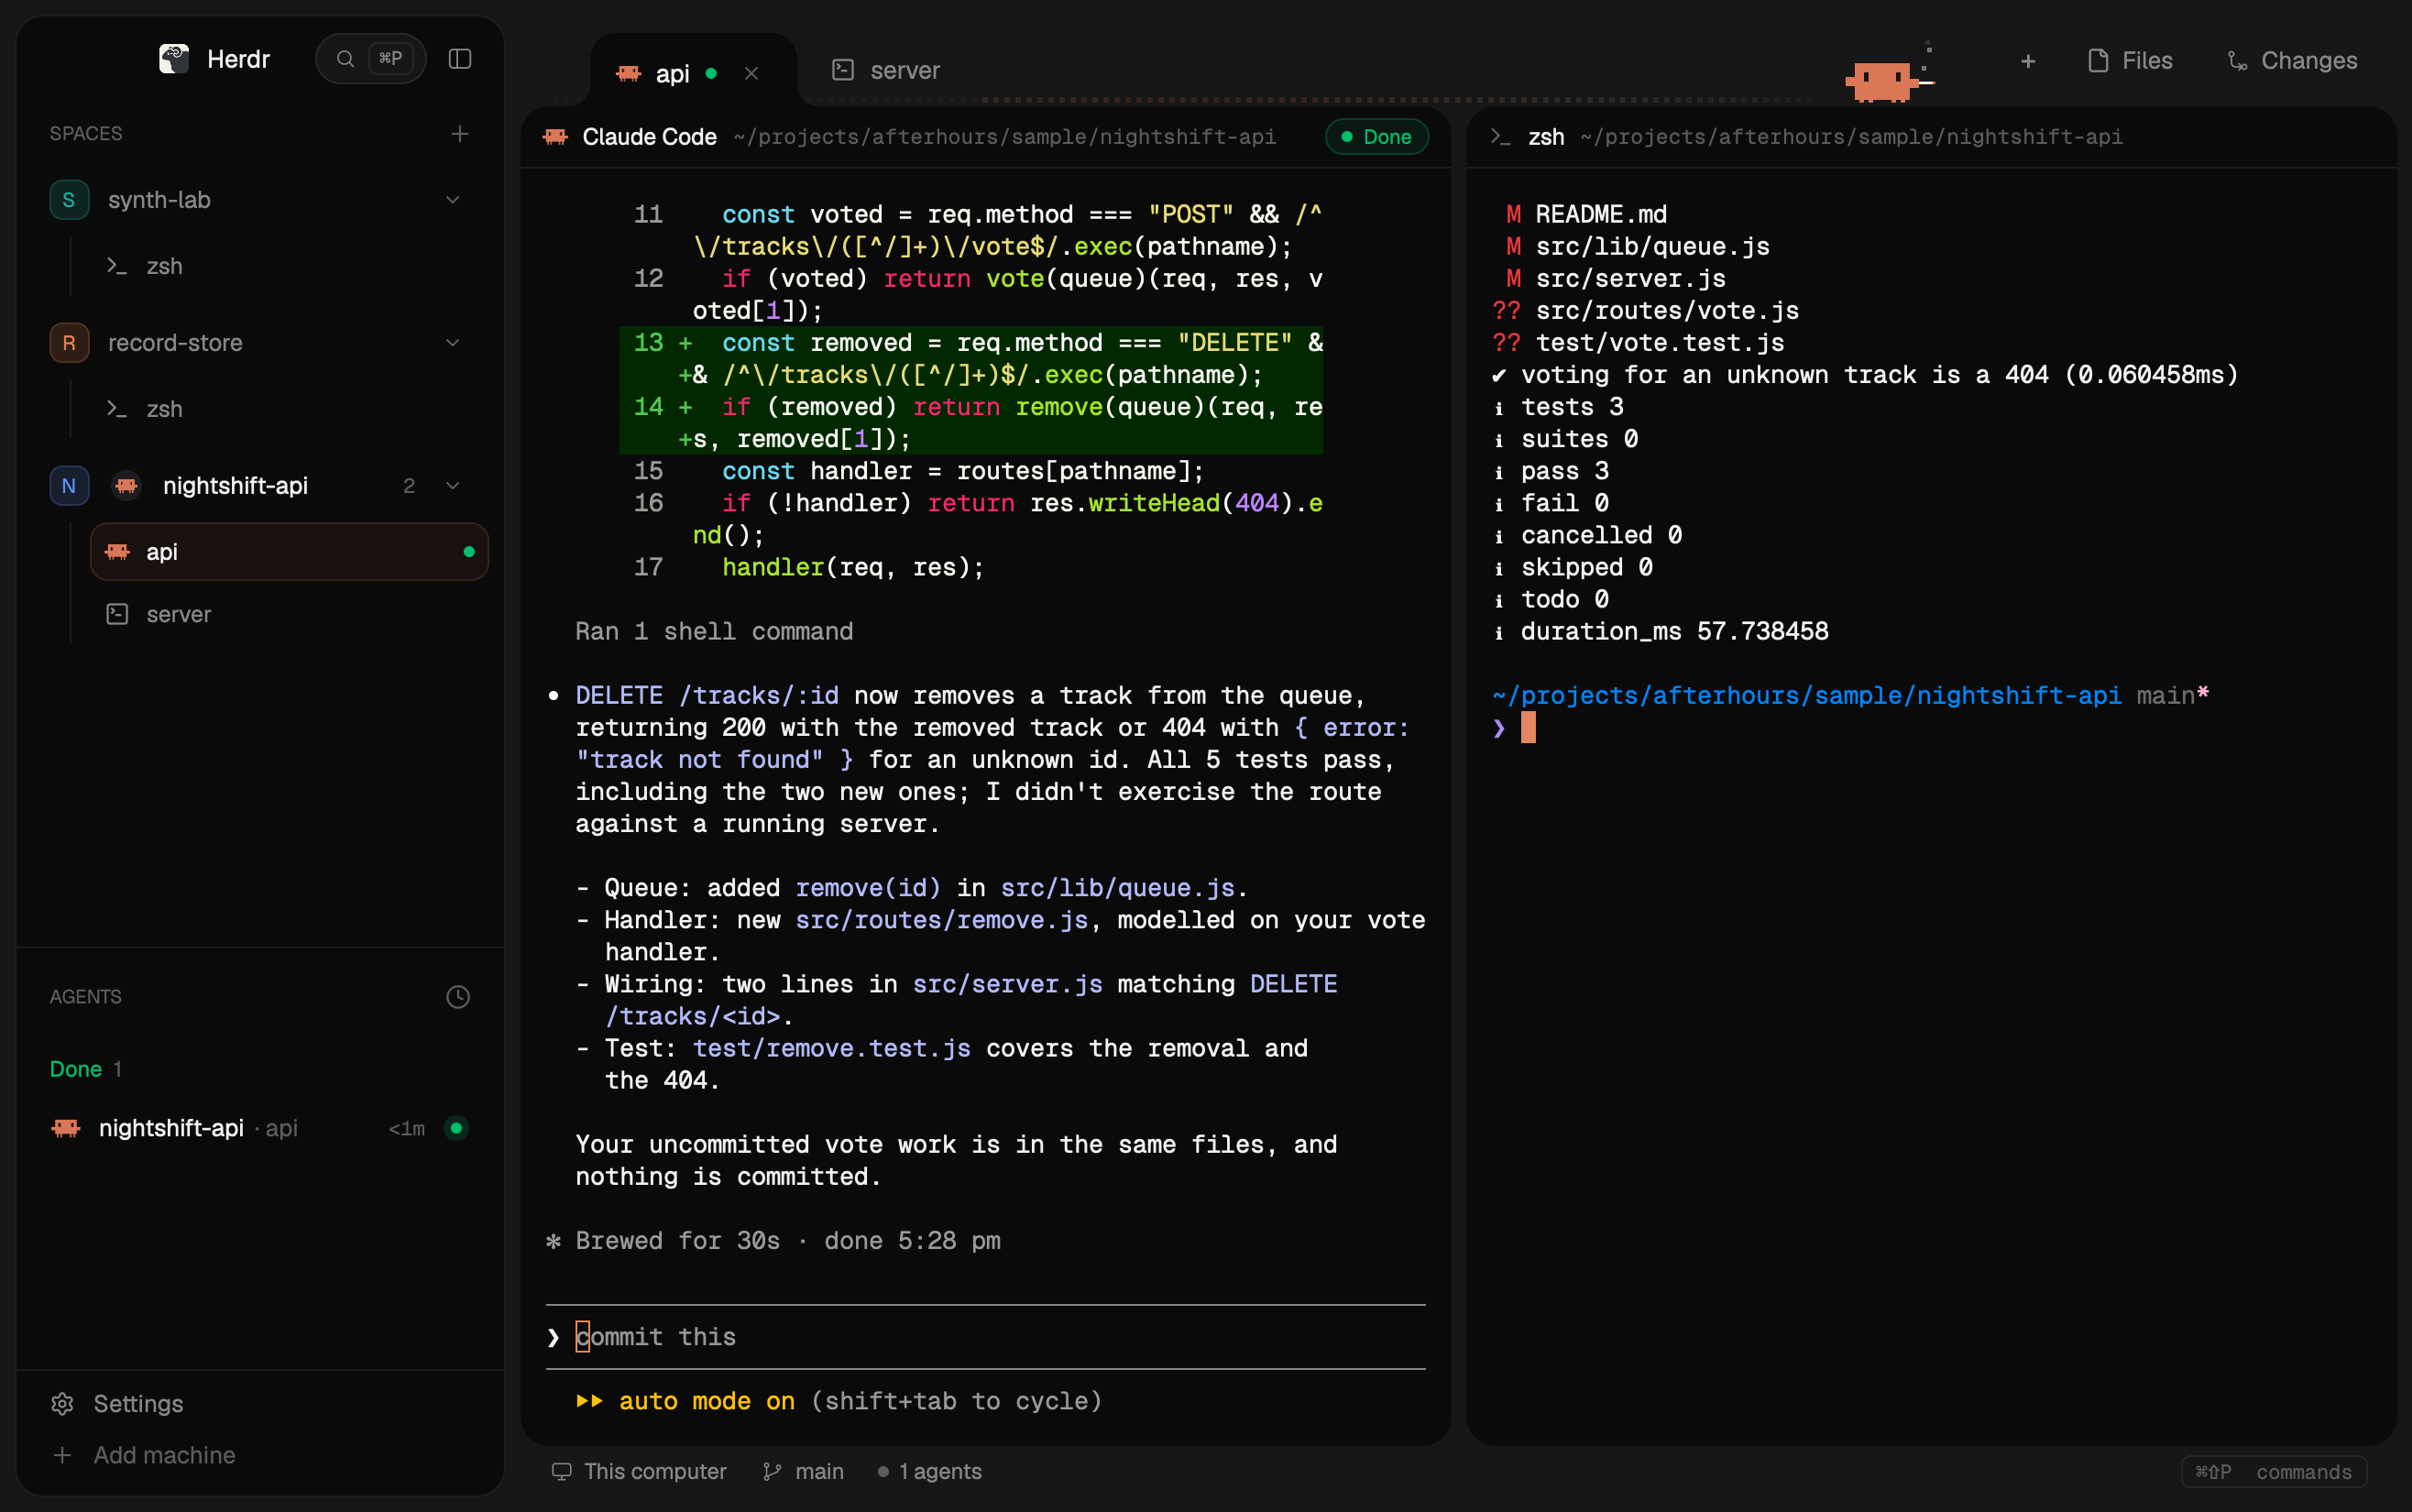 Herdr
⌘P
SPACES
S synth-lab
zsh
R record-store
zsh
N nightshift-api 2
api
server
AGENTS
Done 1
nightshift-api · api <1m
Settings
Add machine
api
server
Files
Changes
Claude Code ~/projects/afterhours/sample/nightshift-api Done
11 const voted = req.method === "POST" && /^
\/tracks\/([^/]+)\/vote$/.exec(pathname);
12 if (voted) return vote(queue)(req, res, v
oted[1]);
13 + const removed = req.method === "DELETE" &
+& /^\/tracks\/([^/]+)$/.exec(pathname);
14 + if (removed) return remove(queue)(req, re
+s, removed[1]);
15 const handler = routes[pathname];
16 if (!handler) return res.writeHead(404).e
nd();
17 handler(req, res);
Ran 1 shell command
● DELETE /tracks/:id now removes a track from the queue,
returning 200 with the removed track or 404 with { error:
"track not found" } for an unknown id. All 5 tests pass,
including the two new ones; I didn't exercise the route
against a running server.
- Queue: added remove(id) in src/lib/queue.js.
- Handler: new src/routes/remove.js, modelled on your vote
handler.
- Wiring: two lines in src/server.js matching DELETE
/tracks/<id>.
- Test: test/remove.test.js covers the removal and
the 404.
Your uncommitted vote work is in the same files, and
nothing is committed.
✻ Brewed for 30s · done 5:28 pm
❯ commit this
⏵⏵ auto mode on (shift+tab to cycle)
zsh ~/projects/afterhours/sample/nightshift-api
M README.md
M src/lib/queue.js
M src/server.js
?? src/routes/vote.js
?? test/vote.test.js
✔ voting for an unknown track is a 404 (0.060458ms)
ℹ tests 3
ℹ suites 0
ℹ pass 3
ℹ fail 0
ℹ cancelled 0
ℹ skipped 0
ℹ todo 0
ℹ duration_ms 57.738458
~/projects/afterhours/sample/nightshift-api main*
❯
This computer
main
1 agents
⌘⇧P commands